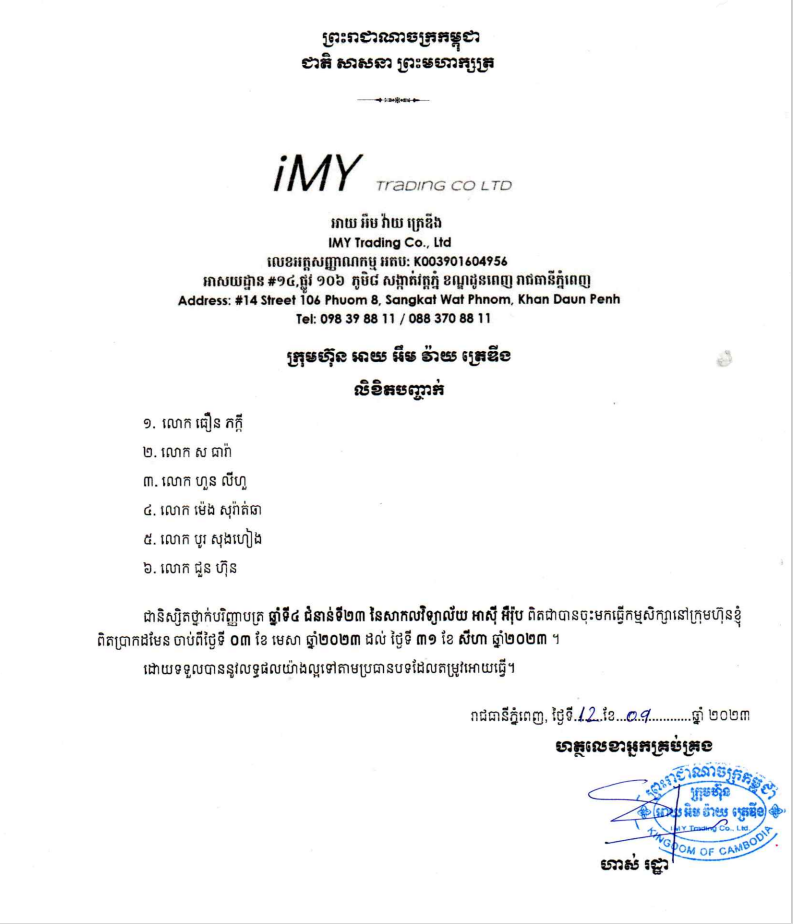 ព្រះរាជាណាចក្រកម្ពុជា
ជាតិ សាសនា ព្រះមហាក្សត្រ
iMY Trading CO LTD
អាយ អឹម វ៉ាយ ត្រេឌីង
IMY Trading Co., Ltd
លេខអត្តសញ្ញាណកម្ម អតប: K003901604956
អាសយដ្ឋាន #១៤,ផ្លូវ ១០៦ ភូមិ៨ សង្កាត់វត្តភ្នំ ខណ្ឌដូនពេញ រាជធានីភ្នំពេញ
Address: #14 Street 106 Phuom 8, Sangkat Wat Phnom, Khan Daun Penh
Tel: 098 39 88 11 / 088 370 88 11
ក្រុមហ៊ុន អាយ អឹម វ៉ាយ ត្រេឌីង
លិខិតបញ្ជាក់
១. លោក ធឿន ភក្ដី
២. លោក ស ធារ៉ា
៣. លោក ហួន លីហួ
៤. លោក ម៉េង សុរ៉ាត់ឆា
៥. លោក បូរ សុងហៀង
៦. លោក ជួន ហ៊ុន
ជានិស្សិតថ្នាក់បរិញ្ញាបត្រ ឆ្នាំទី៤ ជំនាន់ទី២៣ នៃសាកលវិទ្យាល័យ អាស៊ី អឺរ៉ុប ពិតជាបានចុះមកធ្វើកម្មសិក្សានៅក្រុមហ៊ុនខ្ញុំ
ពិតប្រាកដមែន ចាប់ពីថ្ងៃទី ០៣ ខែ មេសា ឆ្នាំ២០២៣ ដល់ ថ្ងៃទី ៣១ ខែ សីហា ឆ្នាំ២០២៣ ។
ដោយទទួលបាននូវលទ្ធផលយ៉ាងល្អទៅតាមប្រធានបទដែលតម្រូវអោយធ្វើ។
រាជធានីភ្នំពេញ, ថ្ងៃទី.12.ខែ...09............ឆ្នាំ ២០២៣
ហត្ថលេខាអ្នកគ្រប់គ្រង
ព្រះរាជាណាចក្រកម្ពុជា
ក្រុមហ៊ុន
អាយ អឹម វ៉ាយ ត្រេឌីង
IMY Trading Co., Ltd
KINGDOM OF CAMBODIA
ហាស់ រដ្ឋា